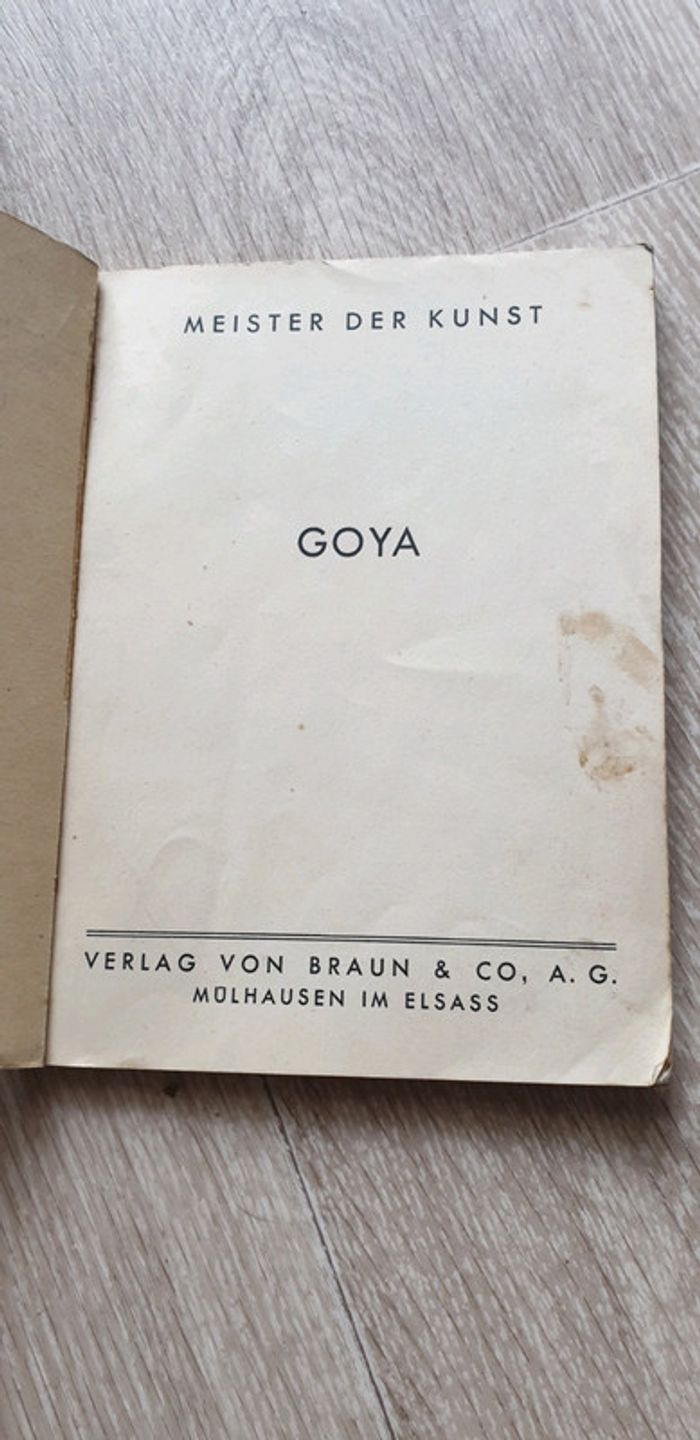 MEISTER DER KUNST
GOYA
VERLAG VON BRAUN & CO, A. G.
MÜLHAUSEN IM ELSASS